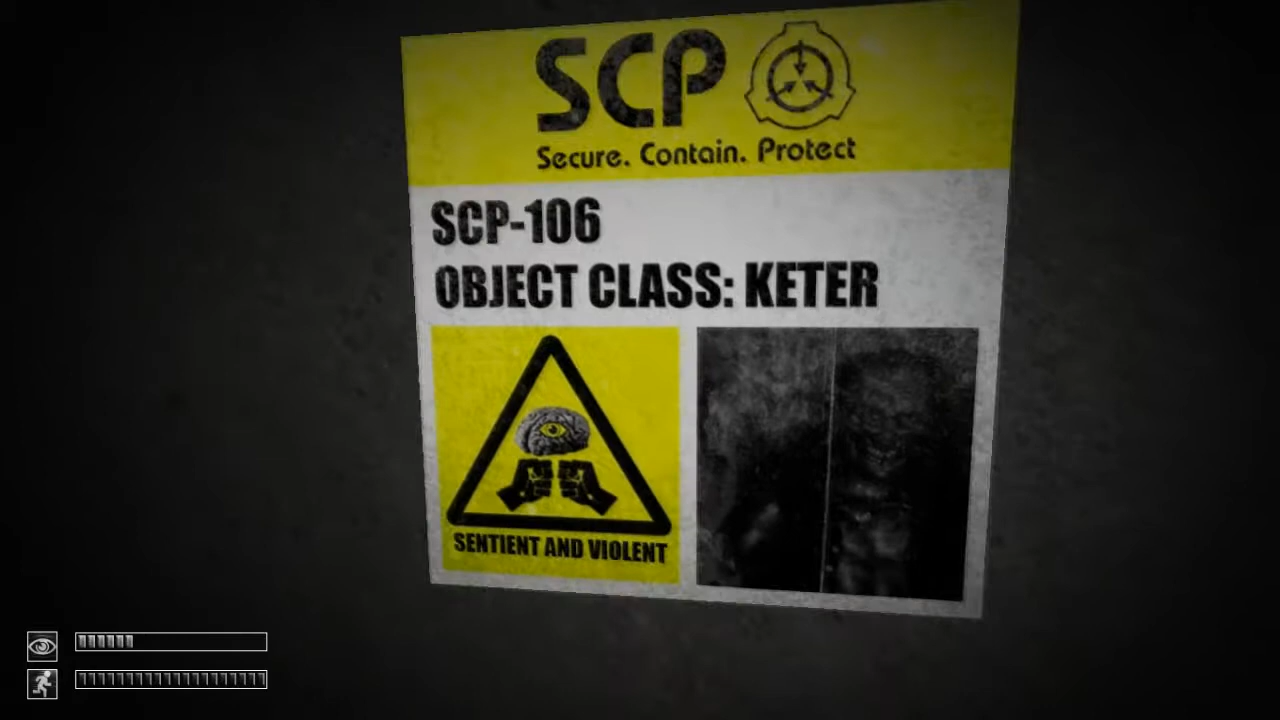 SCP
Secure. Contain. Protect
SCP-106
OBJECT CLASS: KETER
SENTIENT AND VIOLENT